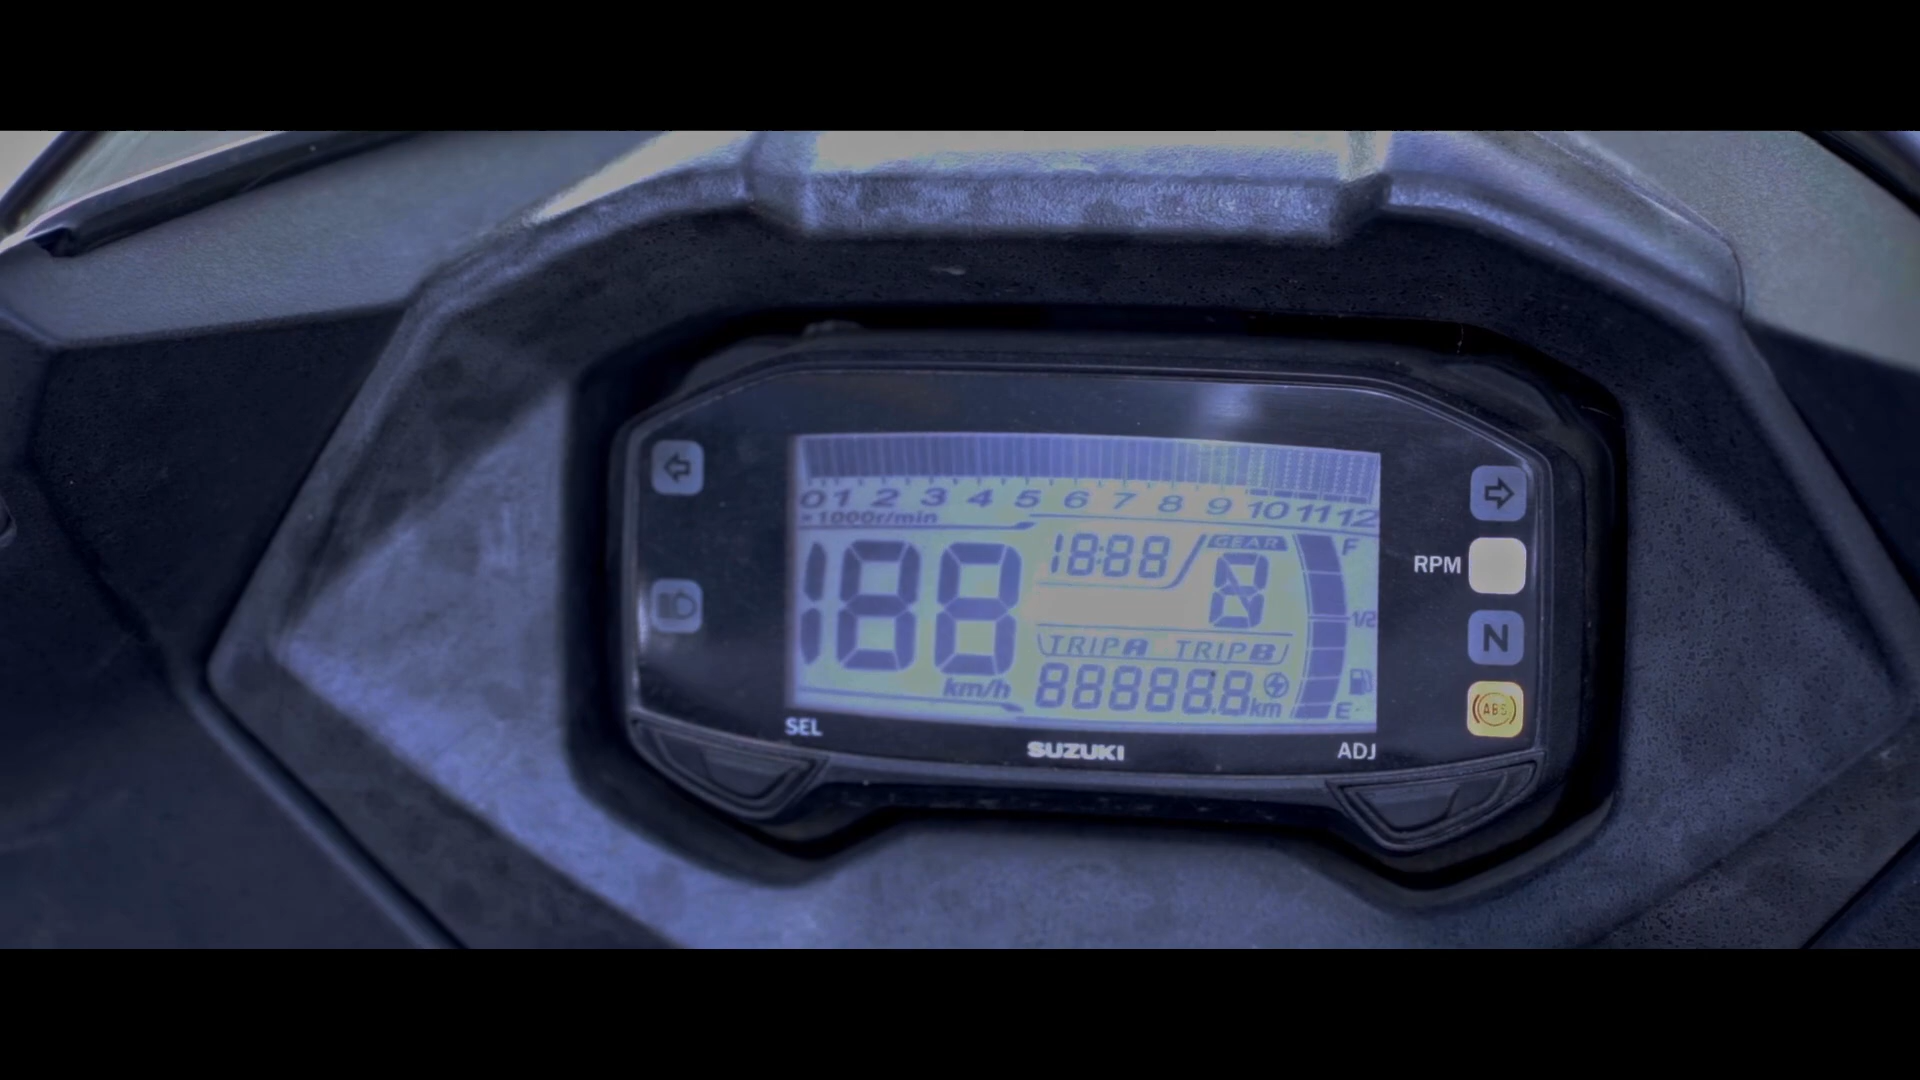 0 1 2 3 4 5 6 7 8 9 10 11 12
×1000r/min
188
km/h
18:88
GEAR
8
F
1/2
E
TRIP A TRIP B
88888.8 km
RPM
N
ABS
SEL
SUZUKI
ADJ